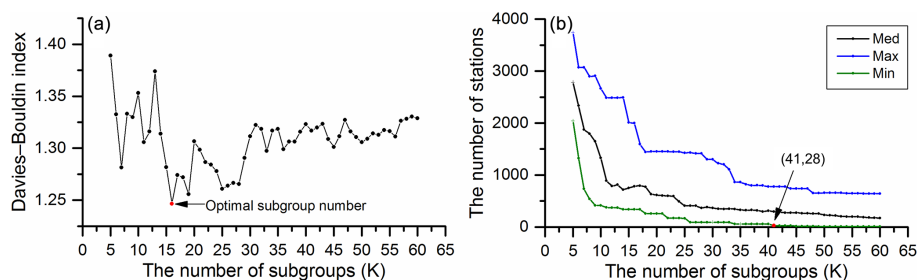 (a)
Davies–Bouldin index
1.40
1.35
1.30
1.25
Optimal subgroup number
0 5 10 15 20 25 30 35 40 45 50 55 60 65
The number of subgroups (K)
(b)
The number of stations
4000
3000
2000
1000
0
Med
Max
Min
(41,28)
0 5 10 15 20 25 30 35 40 45 50 55 60 65
The number of subgroups (K)